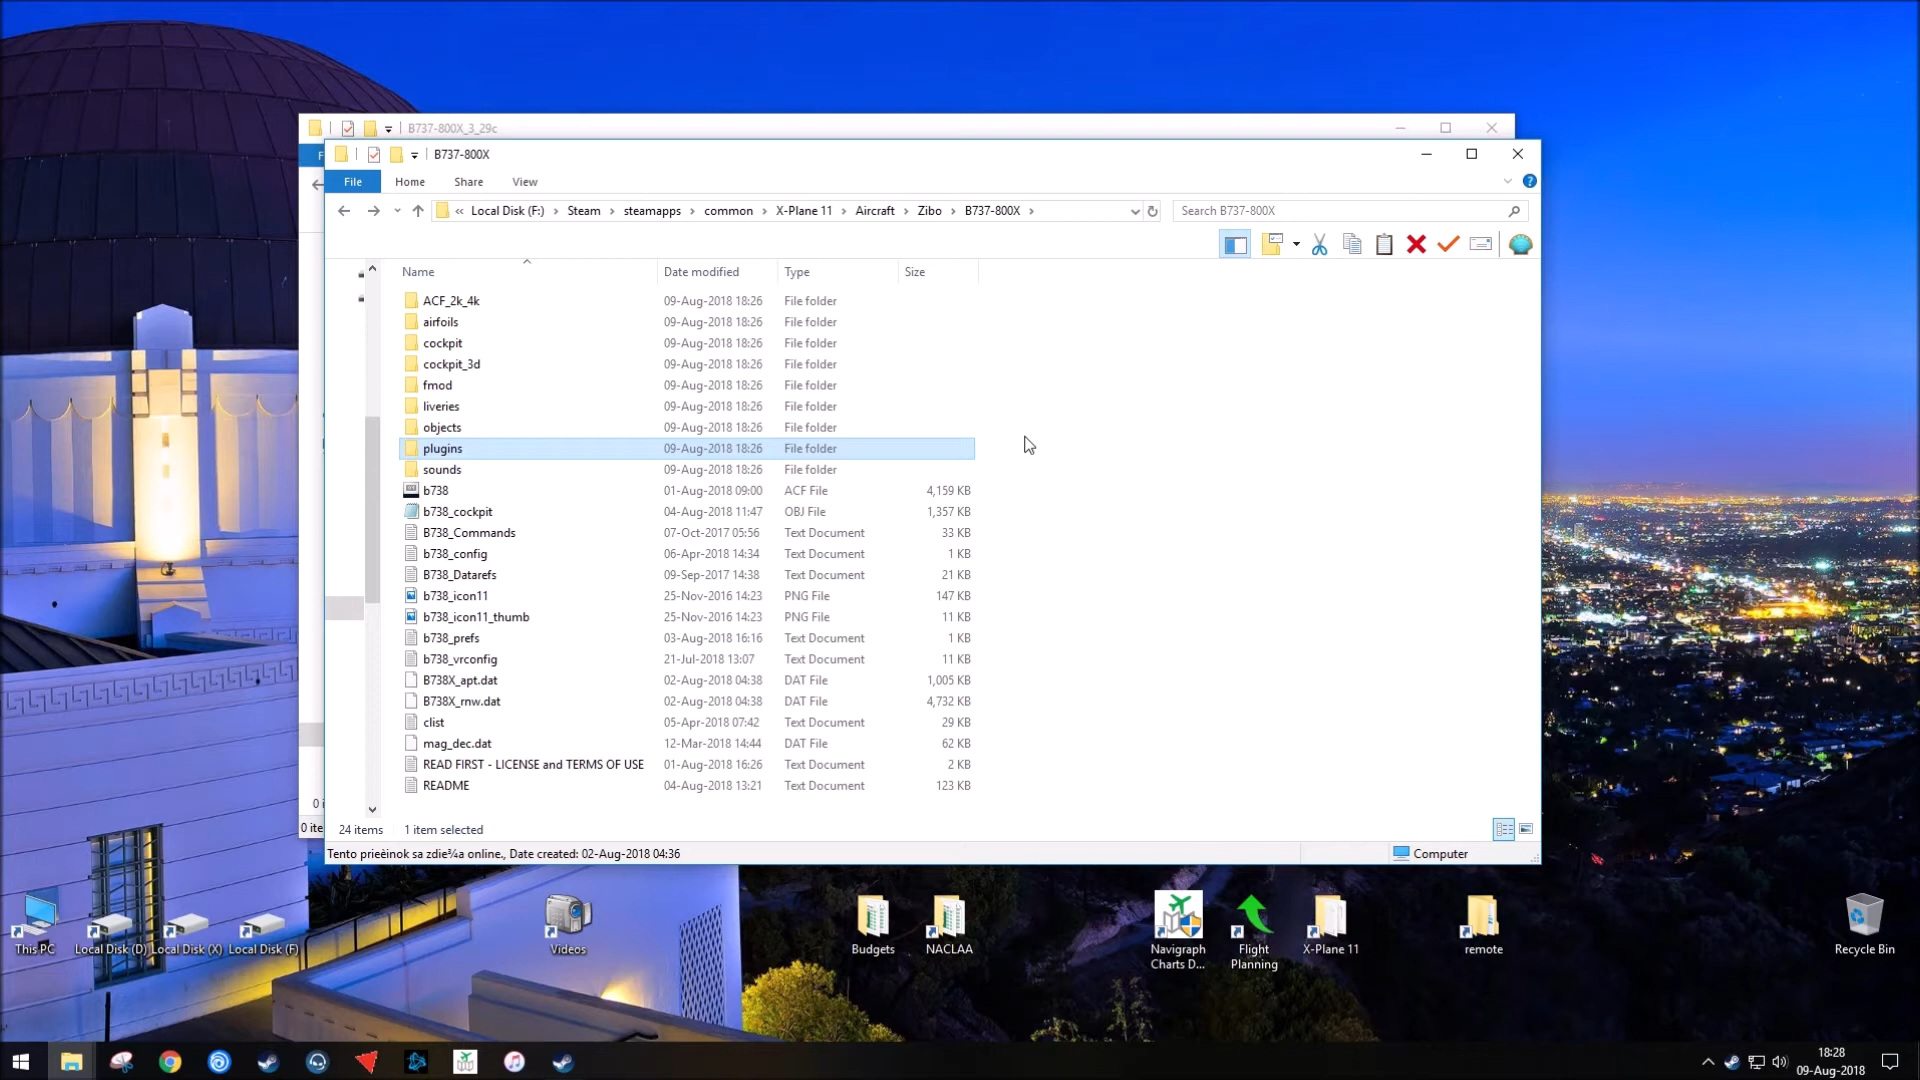 B737-800X_3_29c
B737-800X
File Home Share View
« Local Disk (F:) › Steam › steamapps › common › X-Plane 11 › Aircraft › Zibo › B737-800X ›
Search B737-800X
Name Date modified Type Size
ACF_2k_4k 09-Aug-2018 18:26 File folder
airfoils 09-Aug-2018 18:26 File folder
cockpit 09-Aug-2018 18:26 File folder
cockpit_3d 09-Aug-2018 18:26 File folder
fmod 09-Aug-2018 18:26 File folder
liveries 09-Aug-2018 18:26 File folder
objects 09-Aug-2018 18:26 File folder
plugins 09-Aug-2018 18:26 File folder
sounds 09-Aug-2018 18:26 File folder
b738 01-Aug-2018 09:00 ACF File 4,159 KB
b738_cockpit 04-Aug-2018 11:47 OBJ File 1,357 KB
B738_Commands 07-Oct-2017 05:56 Text Document 33 KB
b738_config 06-Apr-2018 14:34 Text Document 1 KB
B738_Datarefs 09-Sep-2017 14:38 Text Document 21 KB
b738_icon11 25-Nov-2016 14:23 PNG File 147 KB
b738_icon11_thumb 25-Nov-2016 14:23 PNG File 11 KB
b738_prefs 03-Aug-2018 16:16 Text Document 1 KB
b738_vrconfig 21-Jul-2018 13:07 Text Document 11 KB
B738X_apt.dat 02-Aug-2018 04:38 DAT File 1,005 KB
B738X_rnw.dat 02-Aug-2018 04:38 DAT File 4,732 KB
clist 05-Apr-2018 07:42 Text Document 29 KB
mag_dec.dat 12-Mar-2018 14:44 DAT File 62 KB
READ FIRST - LICENSE and TERMS OF USE 01-Aug-2018 16:26 Text Document 2 KB
README 04-Aug-2018 13:21 Text Document 123 KB
0 i
0 ite
24 items 1 item selected
Tento prieèinok sa zdie¾a online., Date created: 02-Aug-2018 04:36
Computer
This PC
Local Disk (D)
Local Disk (X)
Local Disk (F)
Videos
Budgets
NACLAA
Navigraph
Charts D...
Flight
Planning
X-Plane 11
remote
Recycle Bin
18:28
09-Aug-2018